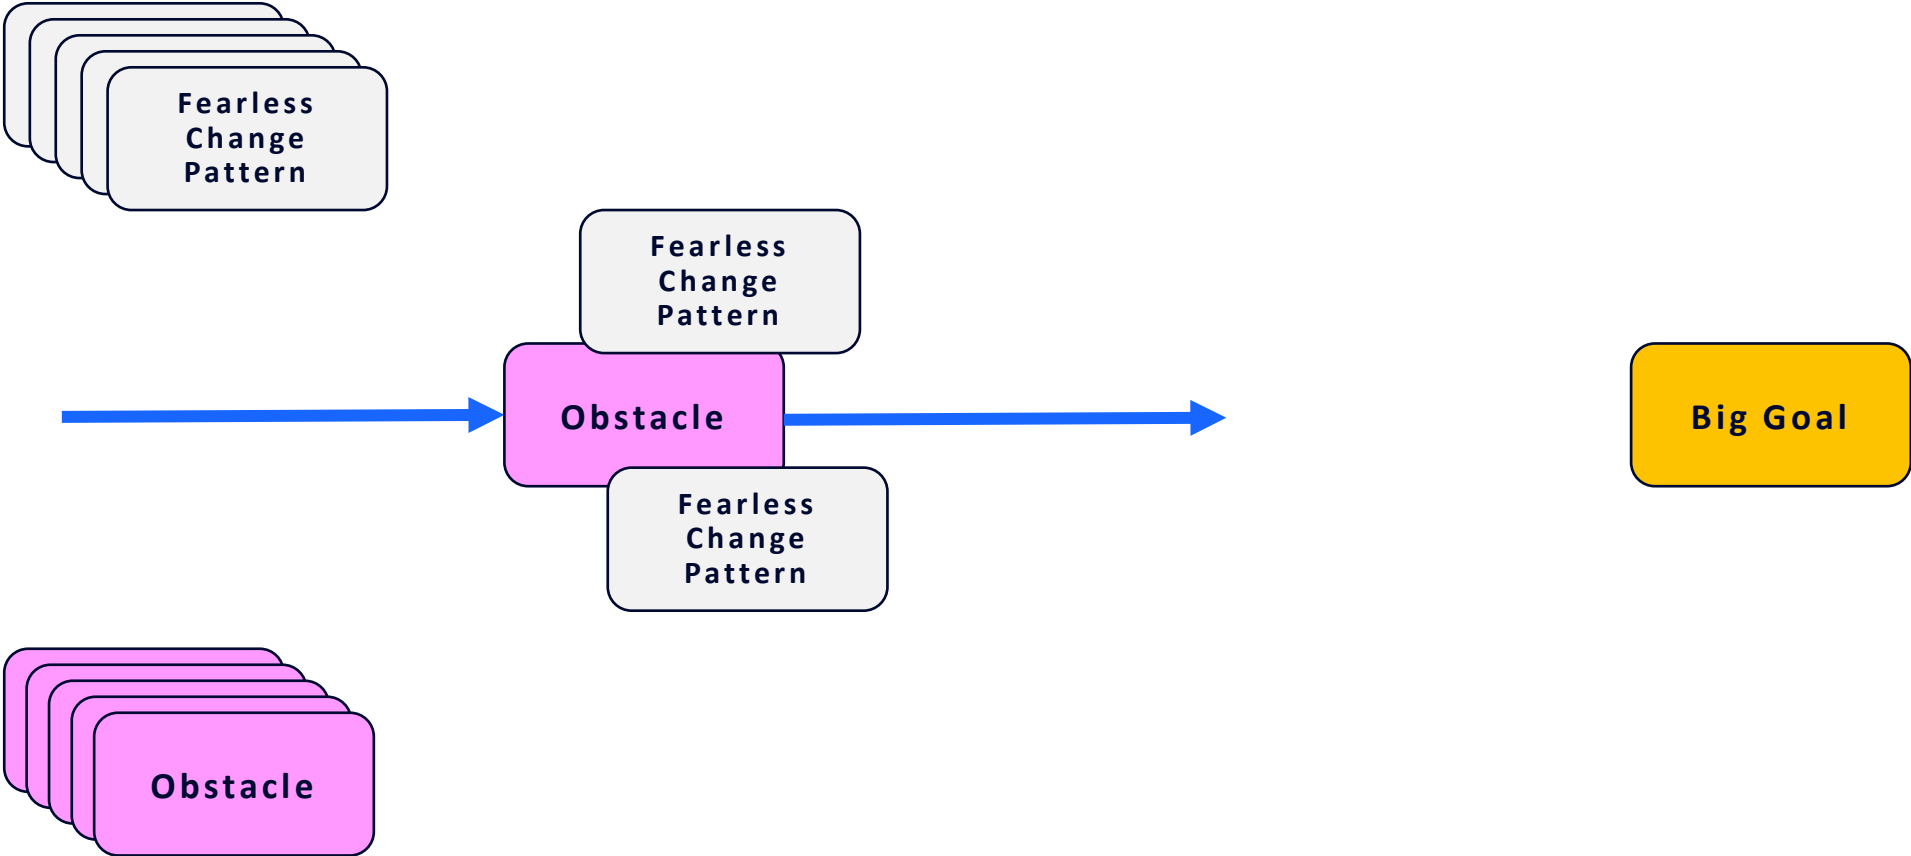 Fearless
Change
Pattern
Fearless
Change
Pattern
Obstacle
Big Goal
Fearless
Change
Pattern
Obstacle